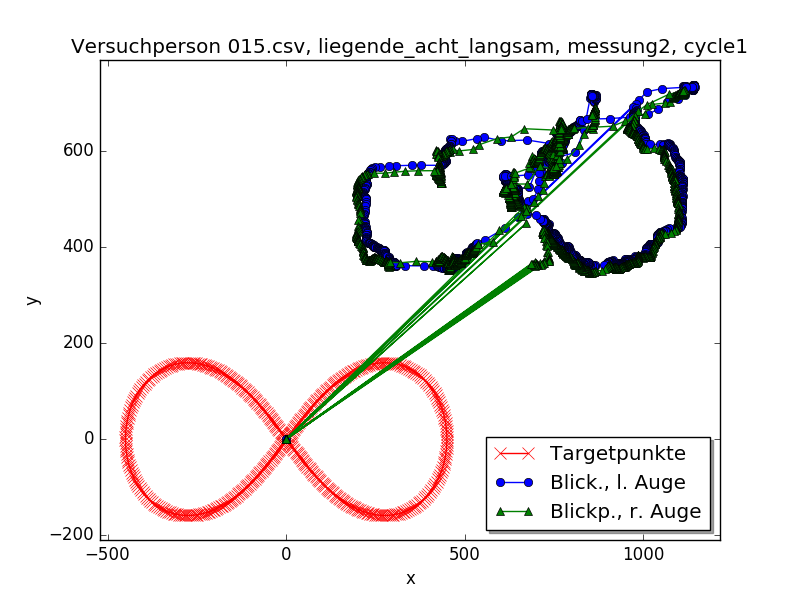 Versuchperson 015.csv, liegende_acht_langsam, messung2, cycle1
600
400
y
200
0
−200
Targetpunkte
Blick., l. Auge
Blickp., r. Auge
−500
0
500
1000
x